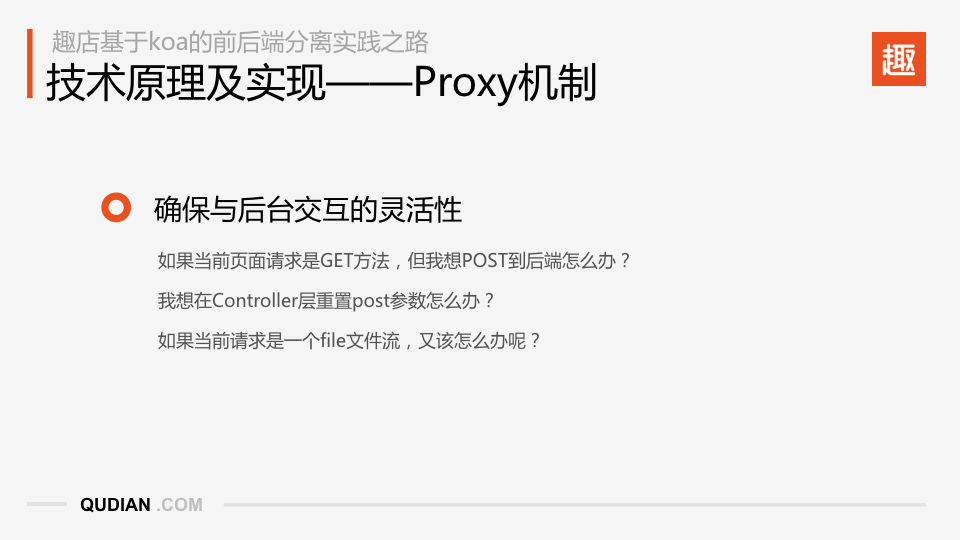 趣店基于koa的前后端分离实践之路
技术原理及实现——Proxy机制
趣
确保与后台交互的灵活性
如果当前页面请求是GET方法，但我想POST到后端怎么办？
我想在Controller层重置post参数怎么办？
如果当前请求是一个file文件流，又该怎么办呢？
QUDIAN .COM